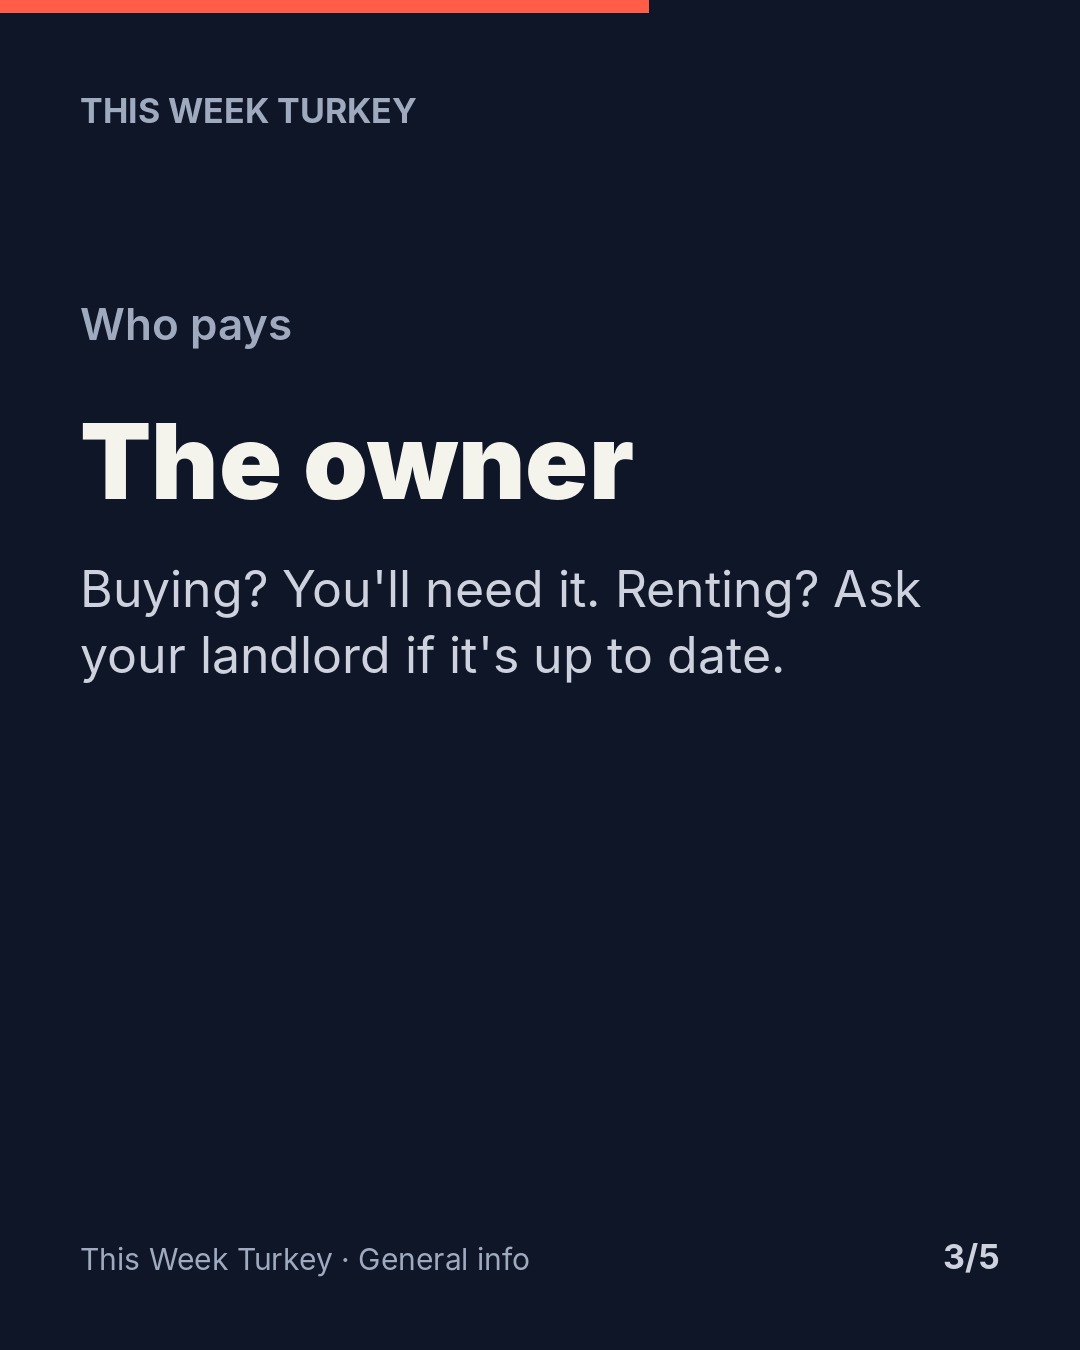 THIS WEEK TURKEY
Who pays
The owner
Buying? You'll need it. Renting? Ask
your landlord if it's up to date.
This Week Turkey · General info
3/5